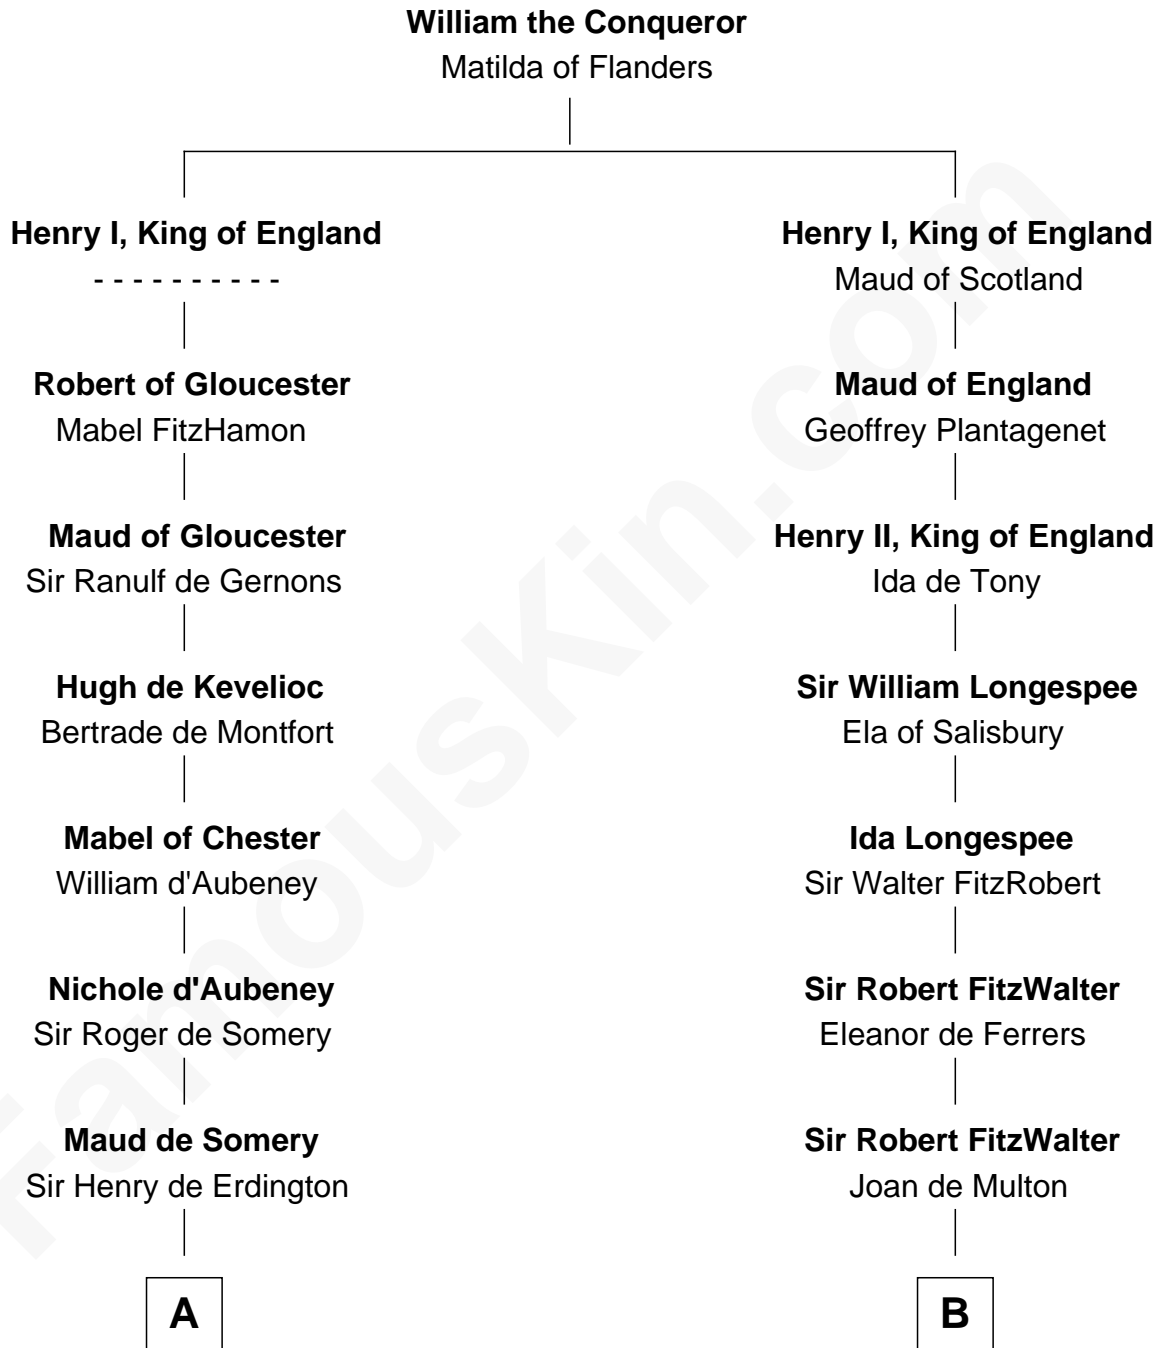 William the Conqueror
Matilda of Flanders
Henry I, King of England
- - - - - - - - - -
Robert of Gloucester
Mabel FitzHamon
Maud of Gloucester
Sir Ranulf de Gernons
Hugh de Kevelioc
Bertrade de Montfort
Mabel of Chester
William d'Aubeney
Nichole d'Aubeney
Sir Roger de Somery
Maud de Somery
Sir Henry de Erdington
A
Henry I, King of England
Maud of Scotland
Maud of England
Geoffrey Plantagenet
Henry II, King of England
Ida de Tony
Sir William Longespee
Ela of Salisbury
Ida Longespee
Sir Walter FitzRobert
Sir Robert FitzWalter
Eleanor de Ferrers
Sir Robert FitzWalter
Joan de Multon
B
FamousKin.com